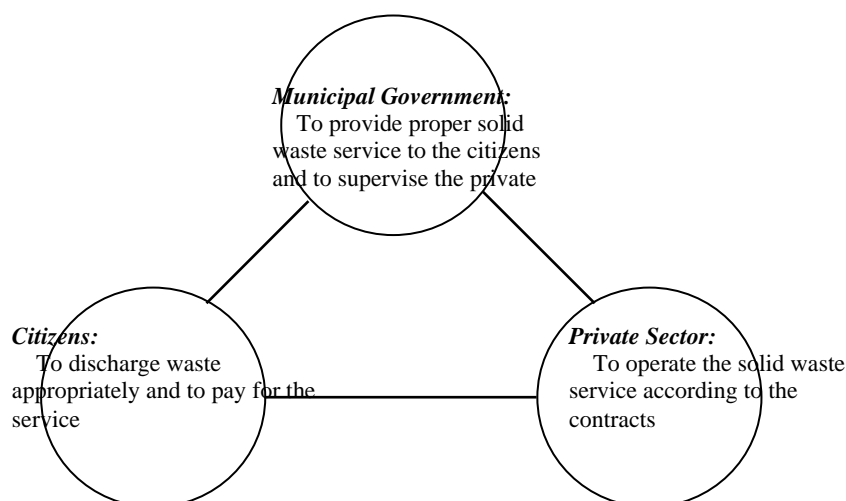 Municipal Government:
To provide proper solid
waste service to the citizens
and to supervise the private
Citizens:
To discharge waste
appropriately and to pay for the
service
Private Sector:
To operate the solid waste
service according to the
contracts